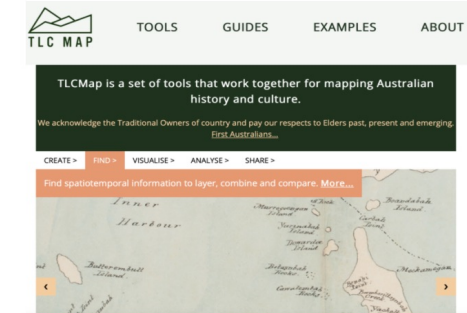 TOOLS GUIDES EXAMPLES ABOUT
TLC MAP
TLCMap is a set of tools that work together for mapping Australian
history and culture.
We acknowledge the Traditional Owners of country and pay our respects to Elders past, present and emerging.
First Australians...
CREATE > FIND > VISUALISE > ANALYSE > SHARE >
Find spatiotemporal information to layer, combine and compare. More...
Inner
Harbour
Island
Island
‹ ›